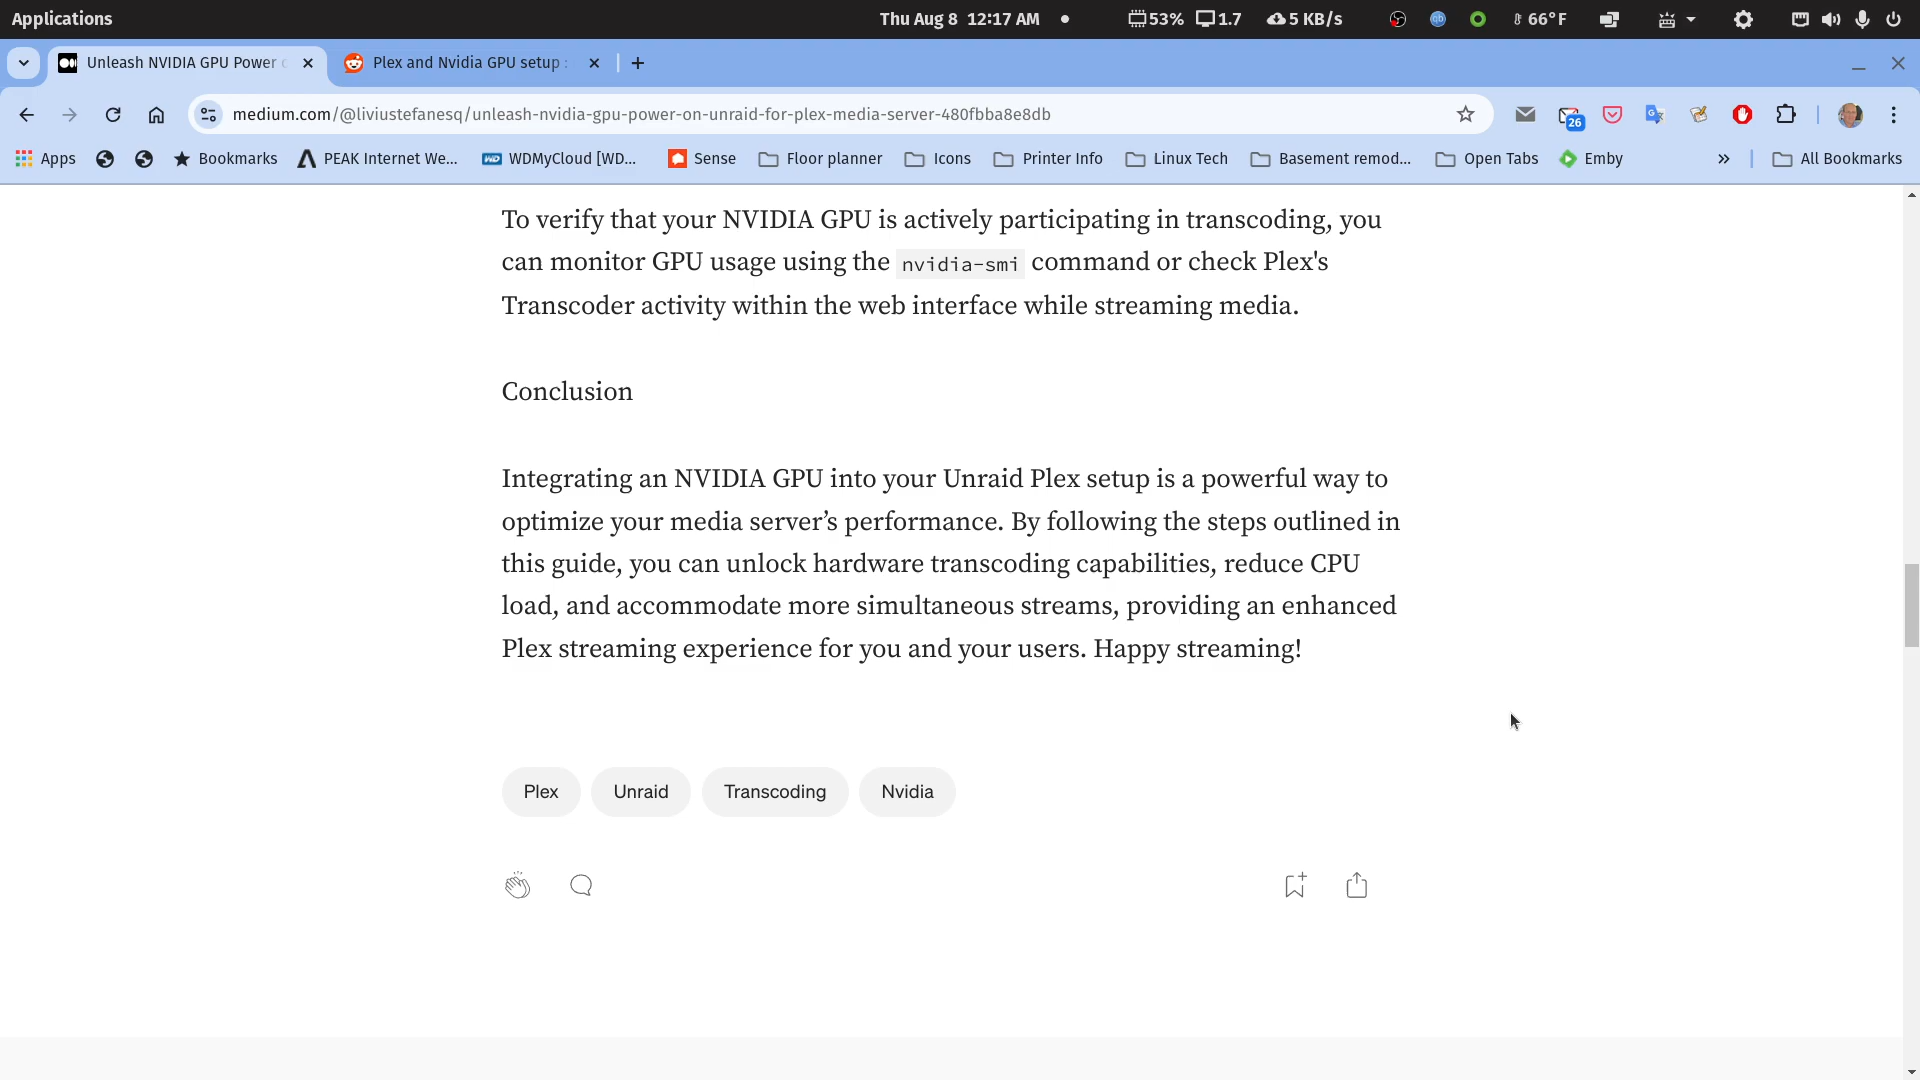 Applications
Thu Aug 8 12:17 AM
53%
1.7
5 KB/s
qb
66°F
Unleash NVIDIA GPU Power
Plex and Nvidia GPU setup
medium.com/@liviustefanesq/unleash-nvidia-gpu-power-on-unraid-for-plex-media-server-480fbba8e8db
26
Apps
Bookmarks
PEAK Internet We...
WD
WDMyCloud [WD...
Sense
Floor planner
Icons
Printer Info
Linux Tech
Basement remod...
Open Tabs
Emby
»
All Bookmarks
To verify that your NVIDIA GPU is actively participating in transcoding, you
can monitor GPU usage using the nvidia-smi command or check Plex's
Transcoder activity within the web interface while streaming media.
Conclusion
Integrating an NVIDIA GPU into your Unraid Plex setup is a powerful way to
optimize your media server’s performance. By following the steps outlined in
this guide, you can unlock hardware transcoding capabilities, reduce CPU
load, and accommodate more simultaneous streams, providing an enhanced
Plex streaming experience for you and your users. Happy streaming!
Plex
Unraid
Transcoding
Nvidia